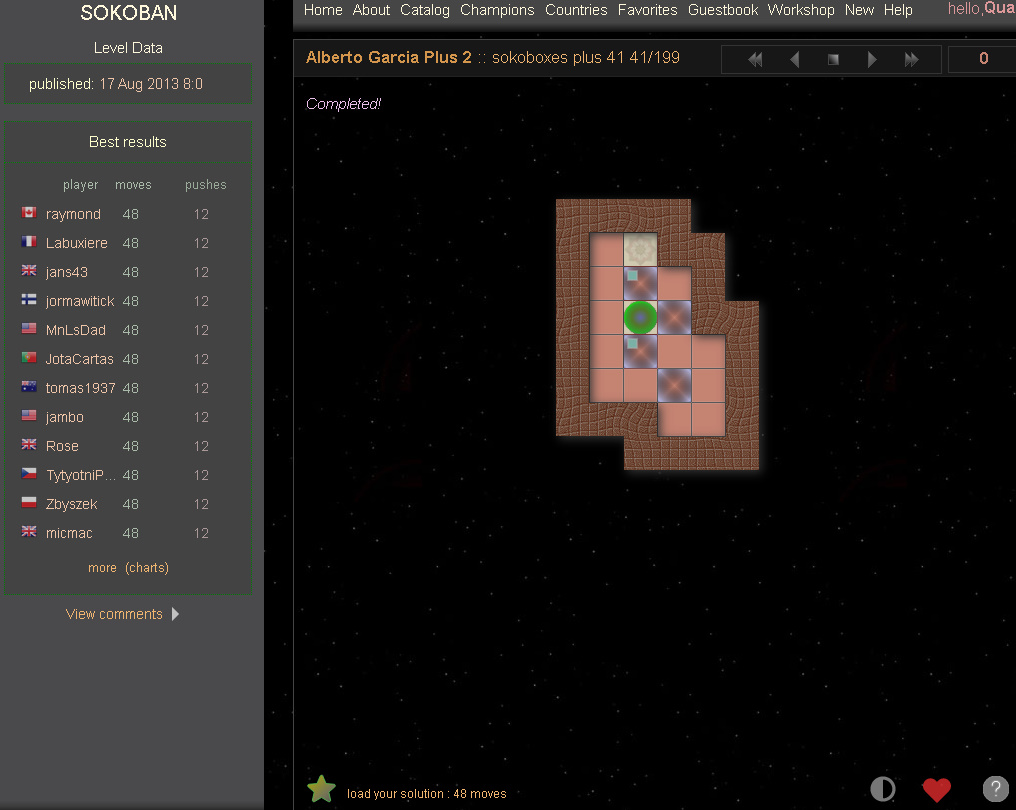 SOKOBAN
Level Data
published: 17 Aug 2013 8:0
Best results
player moves pushes
raymond 48 12
Labuxiere 48 12
jans43 48 12
jormawitick 48 12
MnLsDad 48 12
JotaCartas 48 12
tomas1937 48 12
jambo 48 12
Rose 48 12
TytyotniP... 48 12
Zbyszek 48 12
micmac 48 12
more (charts)
View comments
Home About Catalog Champions Countries Favorites Guestbook Workshop New Help hello,Qua
Alberto Garcia Plus 2 :: sokoboxes plus 41 41/199
0
Completed!
load your solution : 48 moves
?